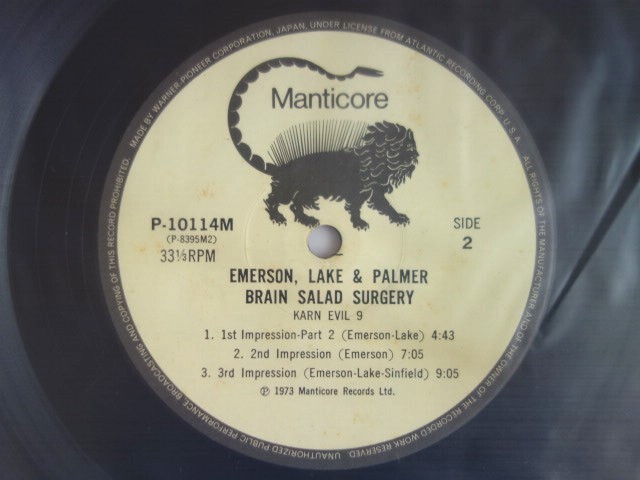 MADE BY WARNER-PIONEER CORPORATION, JAPAN, UNDER LICENSE FROM ATLANTIC RECORDING CORP. U. S. A.
ALL RIGHTS OF THE MANUFACTURER AND OF THE OWNER OF THE RECORDED WORK RESERVED.
UNAUTHORIZED PUBLIC PERFORMANCE BROADCASTING AND COPYING OF THIS RECORD PROHIBITED.
Manticore
P-10114M
(P-8395M2)
33⅓RPM
SIDE
2
EMERSON, LAKE & PALMER
BRAIN SALAD SURGERY
KARN EVIL 9
1. 1st Impression-Part 2 (Emerson-Lake) 4:43
2. 2nd Impression (Emerson) 7:05
3. 3rd Impression (Emerson-Lake-Sinfield) 9:05
℗ 1973 Manticore Records Ltd.